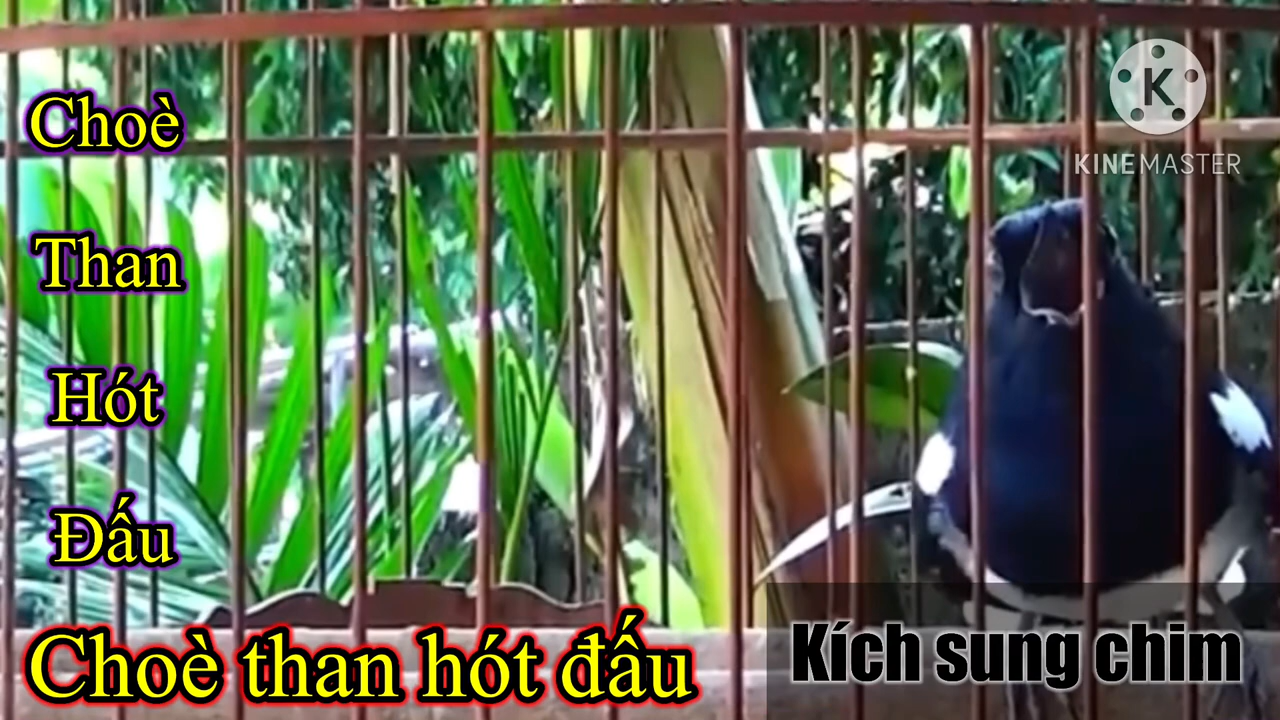 Choè
Than
Hót
Đấu
Choè than hót đấu
Kích sung chim
KINEMASTER